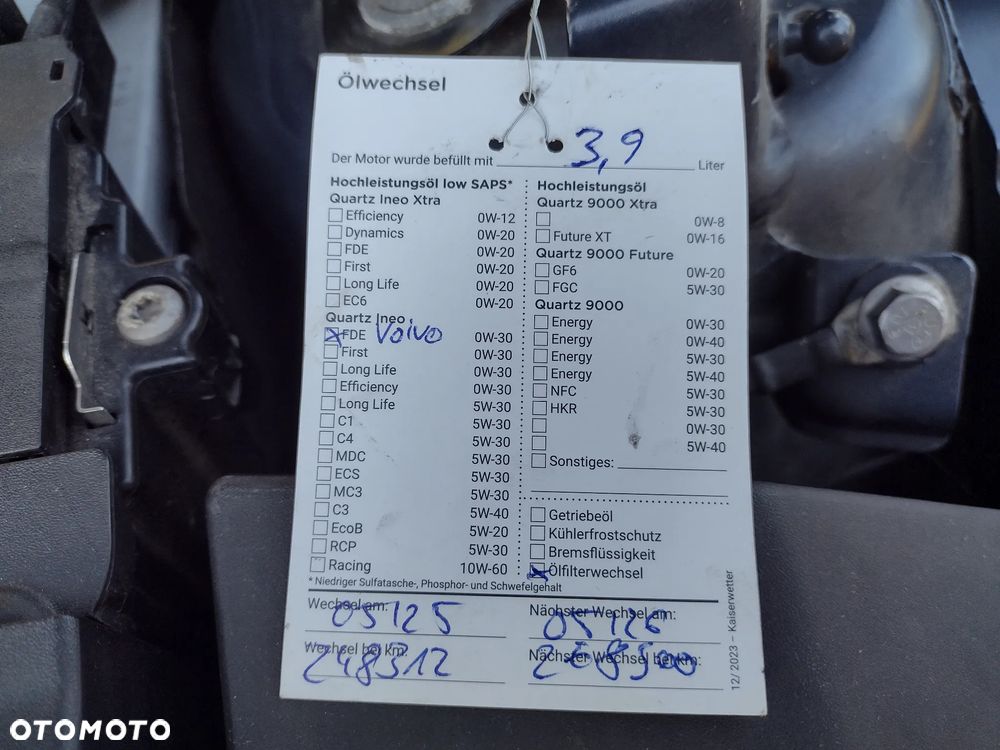 Ölwechsel
Der Motor wurde befüllt mit 3,9 Liter
Hochleistungsöl low SAPS*
Quartz Ineo Xtra
Efficiency 0W-12
Dynamics 0W-20
FDE 0W-20
First 0W-20
Long Life 0W-20
EC6 0W-20
Quartz Ineo
x FDE Volvo 0W-30
First 0W-30
Long Life 0W-30
Efficiency 0W-30
Long Life 5W-30
C1 5W-30
C4 5W-30
MDC 5W-30
ECS 5W-30
MC3 5W-30
C3 5W-40
EcoB 5W-20
RCP 5W-30
Racing 10W-60
Hochleistungsöl
Quartz 9000 Xtra
0W-8
Future XT 0W-16
Quartz 9000 Future
GF6 0W-20
FGC 5W-30
Quartz 9000
Energy 0W-30
Energy 0W-40
Energy 5W-30
Energy 5W-40
NFC 5W-30
HKR 5W-30
0W-30
5W-40
Sonstiges:
Getriebeöl
Kühlerfrostschutz
Bremsflüssigkeit
x Ölfilterwechsel
* Niedriger Sulfatasche-, Phosphor- und Schwefelgehalt
Wechsel am: 05/25
Nächster Wechsel am: 05/26
Wechsel bei km: 248312
Nächster Wechsel bei km:
12/ 2023 – Kaiserwetter
OTOMOTO